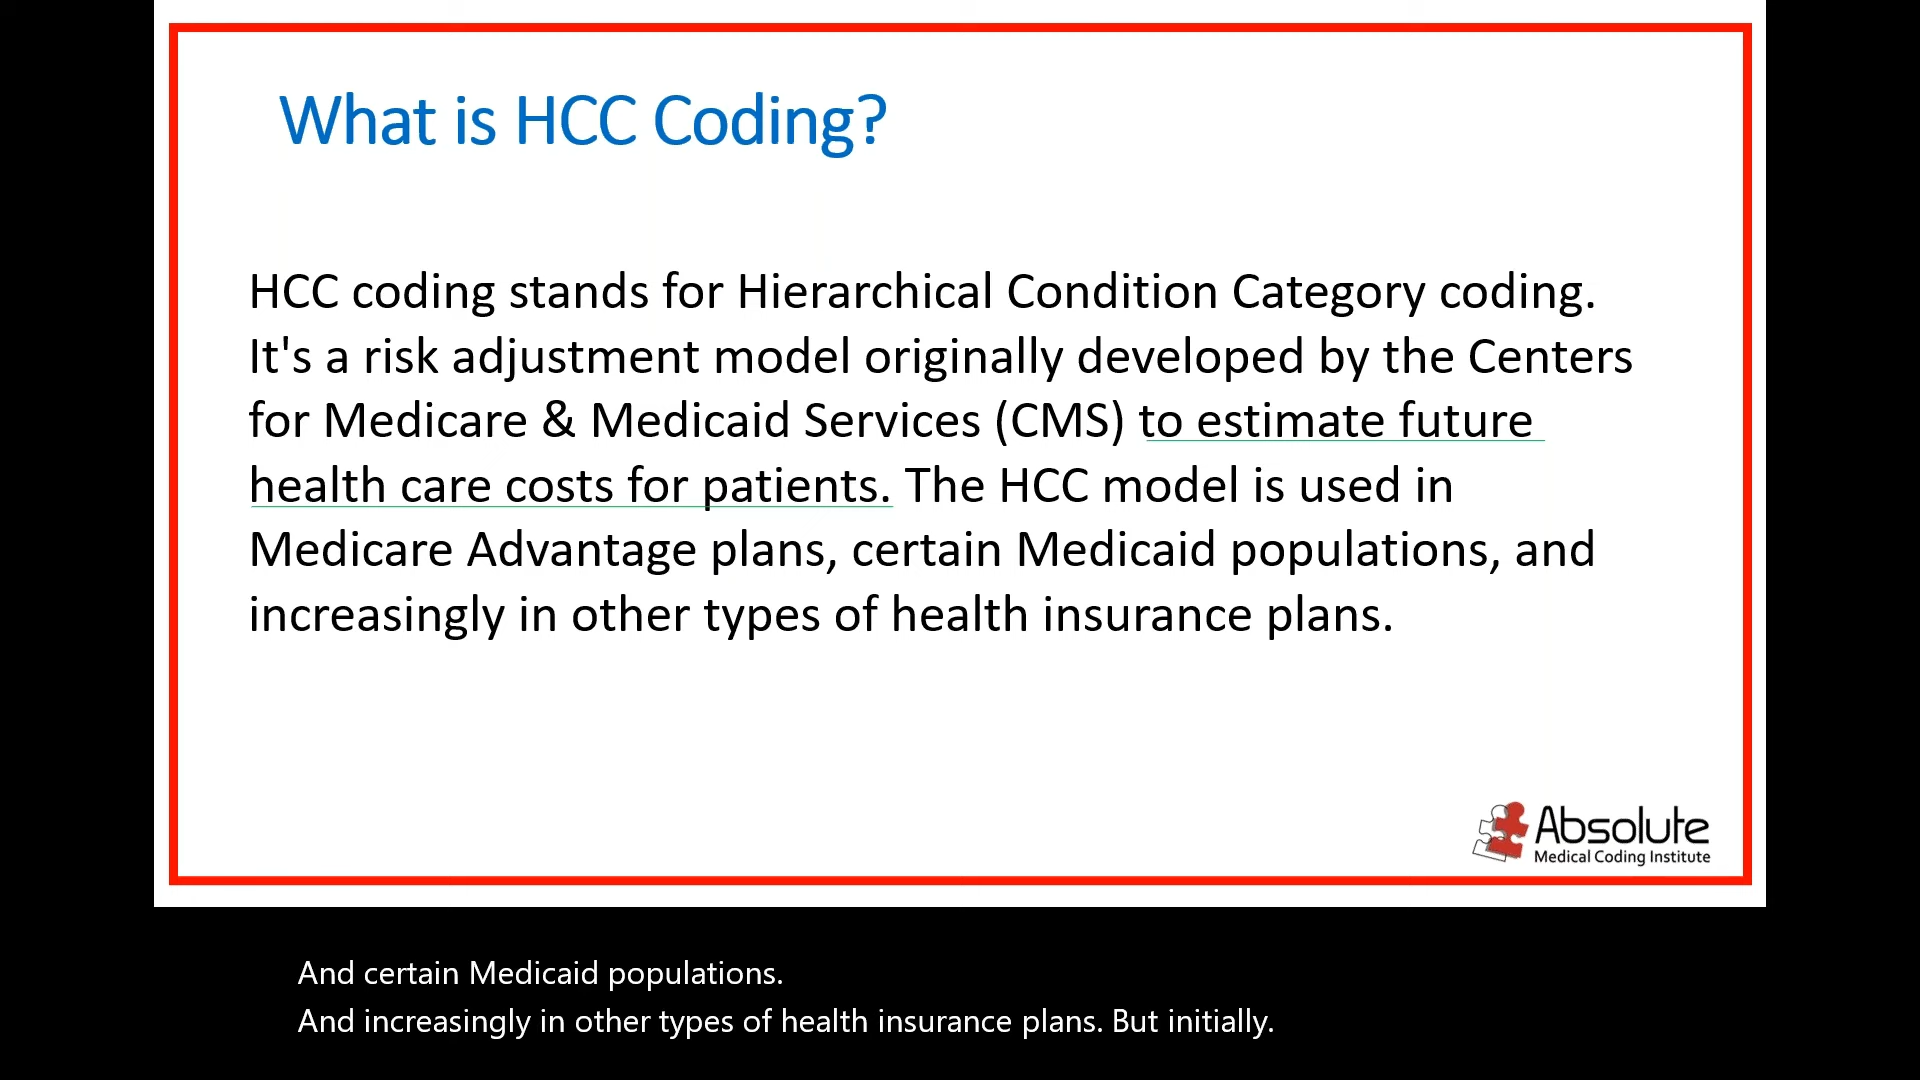 What is HCC Coding?
HCC coding stands for Hierarchical Condition Category coding.
It's a risk adjustment model originally developed by the Centers
for Medicare & Medicaid Services (CMS) to estimate future
health care costs for patients. The HCC model is used in
Medicare Advantage plans, certain Medicaid populations, and
increasingly in other types of health insurance plans.
Absolute
Medical Coding Institute
And certain Medicaid populations.
And increasingly in other types of health insurance plans. But initially.